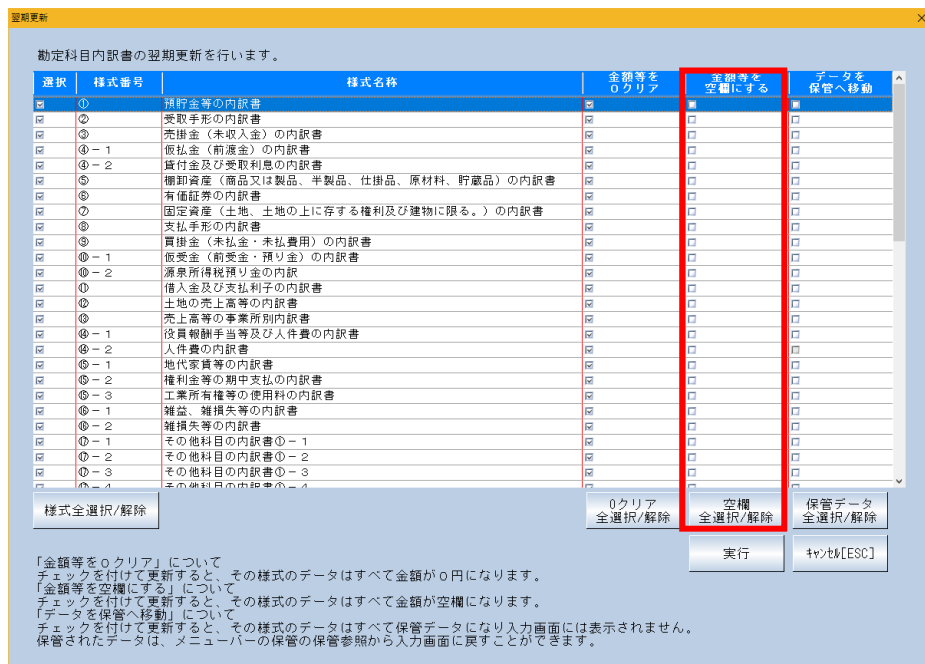 翌期更新
勘定科目内訳書の翌期更新を行います。
選択 様式番号 様式名称 金額等を0クリア 金額等を空欄にする データを保管へ移動
① 預貯金等の内訳書
② 受取手形の内訳書
③ 売掛金（未収入金）の内訳書
④－１ 仮払金（前渡金）の内訳書
④－２ 貸付金及び受取利息の内訳書
⑤ 棚卸資産（商品又は製品、半製品、仕掛品、原材料、貯蔵品）の内訳書
⑥ 有価証券の内訳書
⑦ 固定資産（土地、土地の上に存する権利及び建物に限る。）の内訳書
⑧ 支払手形の内訳書
⑨ 買掛金（未払金・未払費用）の内訳書
⑩－１ 仮受金（前受金・預り金）の内訳書
⑩－２ 源泉所得税預り金の内訳
⑪ 借入金及び支払利子の内訳書
⑫ 土地の売上高等の内訳書
⑬ 売上高等の事業所別内訳書
⑭－１ 役員報酬手当等及び人件費の内訳書
⑭－２ 人件費の内訳書
⑮－１ 地代家賃等の内訳書
⑮－２ 権利金等の期中支払の内訳書
⑮－３ 工業所有権等の使用料の内訳書
⑯－１ 雑益、雑損失等の内訳書
⑯－２ 雑損失等の内訳書
⑰－１ その他科目の内訳書①－１
⑰－２ その他科目の内訳書①－２
⑰－３ その他科目の内訳書①－３
⑰－４ その他科目の内訳書①－４
様式全選択/解除 0クリア全選択/解除 空欄全選択/解除 保管データ全選択/解除
実行 ｷｬﾝｾﾙ[ESC]
「金額等を０クリア」について
チェックを付けて更新すると、その様式のデータはすべて金額が０円になります。
「金額等を空欄にする」について
チェックを付けて更新すると、その様式のデータはすべて金額が空欄になります。
「データを保管へ移動」について
チェックを付けて更新すると、その様式のデータはすべて保管データになり入力画面には表示されません。
保管されたデータは、メニューバーの保管の保管参照から入力画面に戻すことができます。